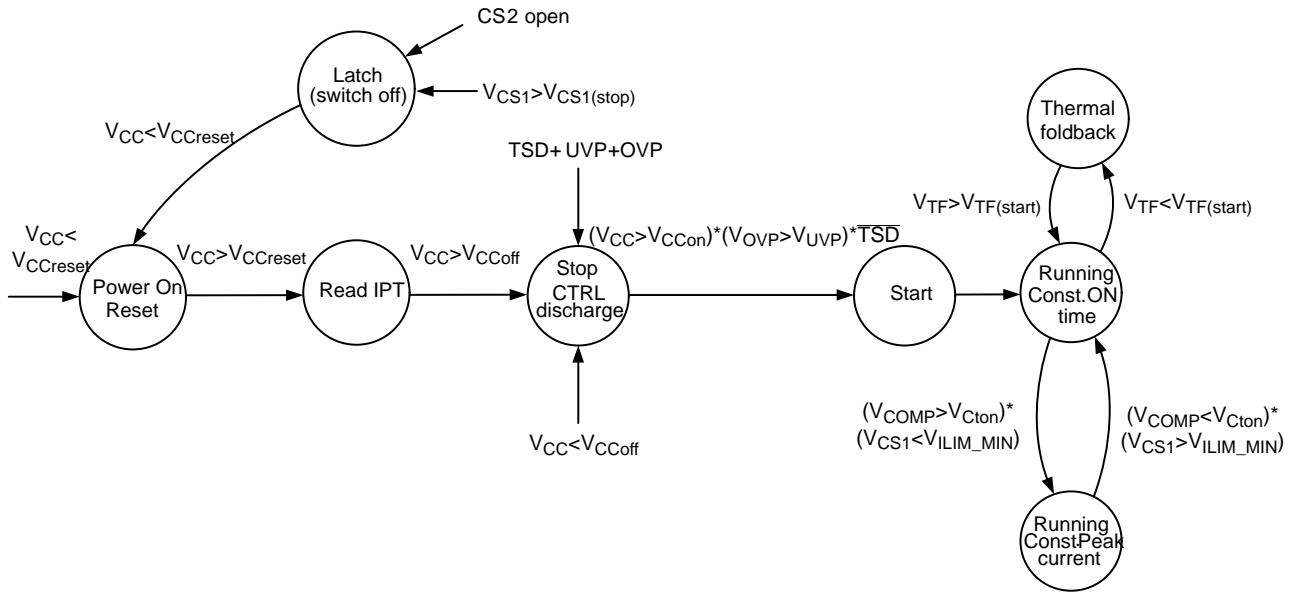 CS2 open
Latch
(switch off)
VCS1>VCS1(stop)
VCC<VCCreset
TSD+ UVP+OVP
Thermal
foldback
VTF>VTF(start)
VTF<VTF(start)
VCC<
VCCreset
VCC>VCCreset
VCC>VCCoff
(VCC>VCCon)*(VOVP>VUVP)*T̅S̅D̅
Power On
Reset
Read IPT
Stop
CTRL
discharge
Start
Running
Const.ON
time
VCC<VCCoff
(VCOMP>VCton)*
(VCS1<VILIM_MIN)
(VCOMP<VCton)*
(VCS1>VILIM_MIN)
Running
Const.Peak
current